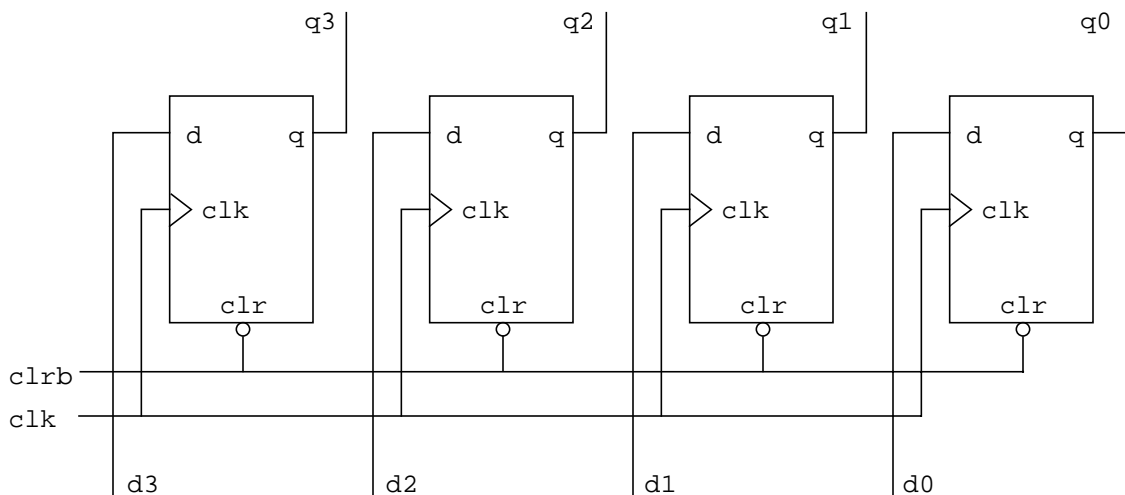 q3 q2 q1 q0
d q d q d q d q
clk clk clk clk
clr clr clr clr
clrb
clk
d3 d2 d1 d0